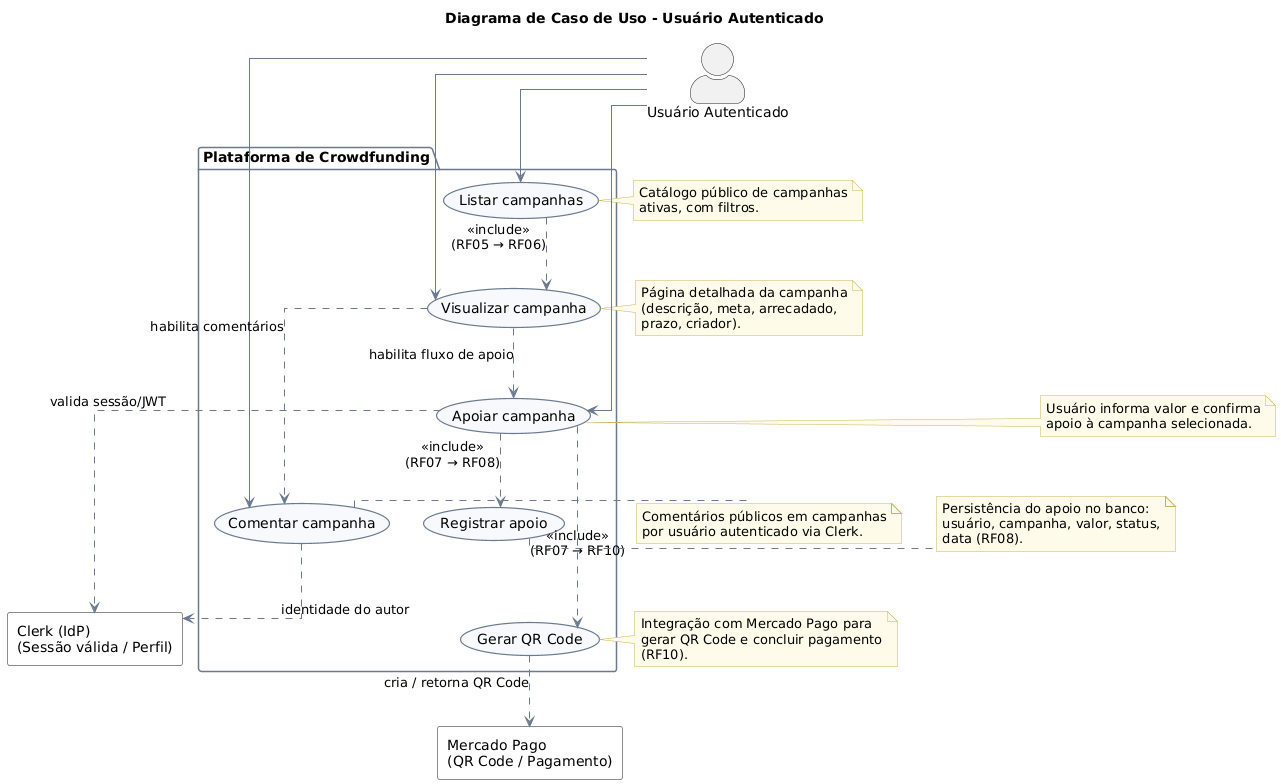 Diagrama de Caso de Uso - Usuário Autenticado
Usuário Autenticado
Plataforma de Crowdfunding
Listar campanhas
Catálogo público de campanhas
ativas, com filtros.
«include»
(RF05 → RF06)
Visualizar campanha
Página detalhada da campanha
(descrição, meta, arrecadado,
prazo, criador).
habilita comentários
habilita fluxo de apoio
valida sessão/JWT
Apoiar campanha
Usuário informa valor e confirma
apoio à campanha selecionada.
«include»
(RF07 → RF08)
Comentar campanha
Registrar apoio
Comentários públicos em campanhas
por usuário autenticado via Clerk.
Persistência do apoio no banco:
usuário, campanha, valor, status,
data (RF08).
«include»
(RF07 → RF10)
identidade do autor
Clerk (IdP)
(Sessão válida / Perfil)
Gerar QR Code
Integração com Mercado Pago para
gerar QR Code e concluir pagamento
(RF10).
cria / retorna QR Code
Mercado Pago
(QR Code / Pagamento)